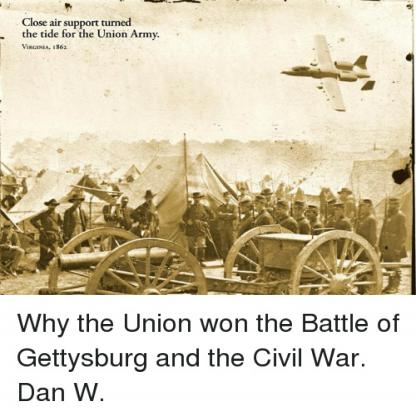 Close air support turned
the tide for the Union Army.
Virginia, 1862
Why the Union won the Battle of
Gettysburg and the Civil War.
Dan W.